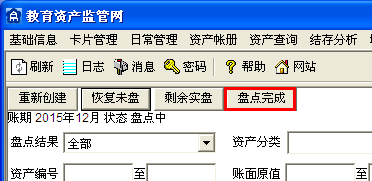 教育资产监管网
基础信息 卡片管理 日常管理 资产帐册 资产查询 结存分析
刷新 日志 消息 密码 ? 帮助 网站
重新创建 恢复未盘 剩余实盘 盘点完成
账期 2015年12月 状态 盘点中
盘点结果 全部 资产分类
资产编号 至 账面原值 至